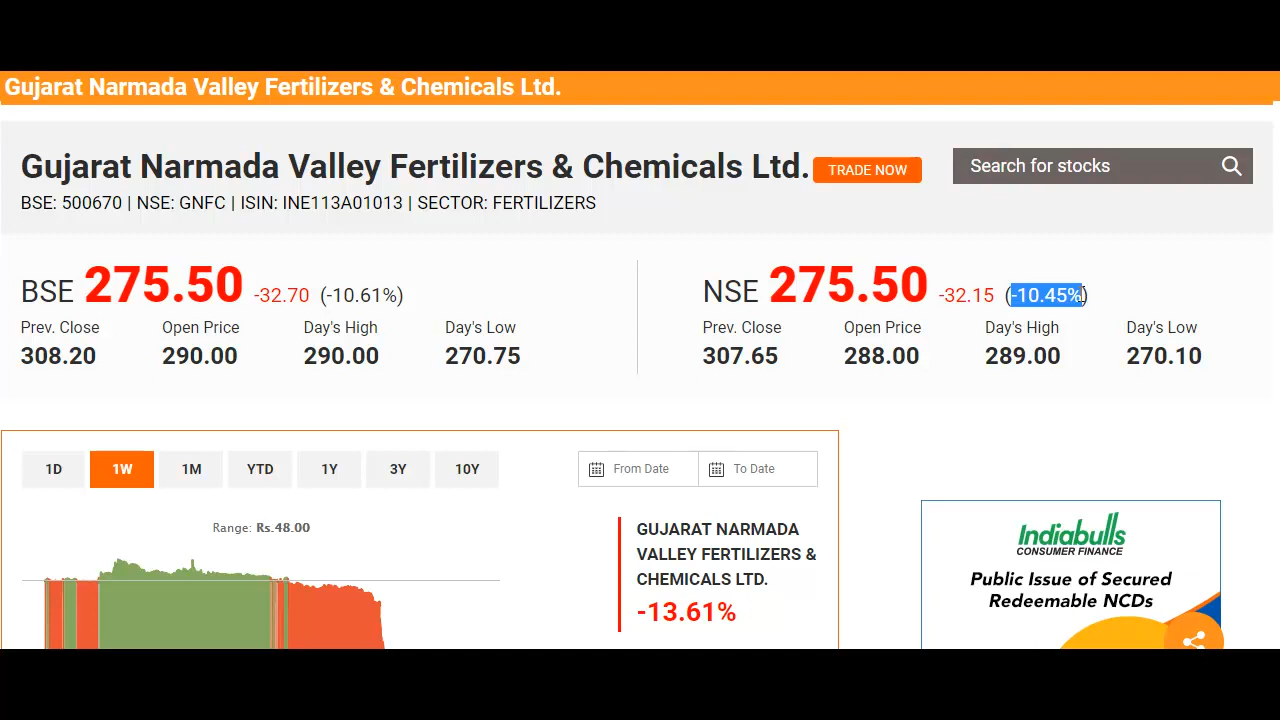 Gujarat Narmada Valley Fertilizers & Chemicals Ltd.
Gujarat Narmada Valley Fertilizers & Chemicals Ltd. TRADE NOW
Search for stocks
BSE: 500670 | NSE: GNFC | ISIN: INE113A01013 | SECTOR: FERTILIZERS
BSE 275.50 -32.70 (-10.61%)
Prev. Close Open Price Day's High Day's Low
308.20 290.00 290.00 270.75
NSE 275.50 -32.15 (-10.45%)
Prev. Close Open Price Day's High Day's Low
307.65 288.00 289.00 270.10
1D 1W 1M YTD 1Y 3Y 10Y
From Date To Date
Range: Rs.48.00
GUJARAT NARMADA
VALLEY FERTILIZERS &
CHEMICALS LTD.
-13.61%
Indiabulls
CONSUMER FINANCE
Public Issue of Secured
Redeemable NCDs